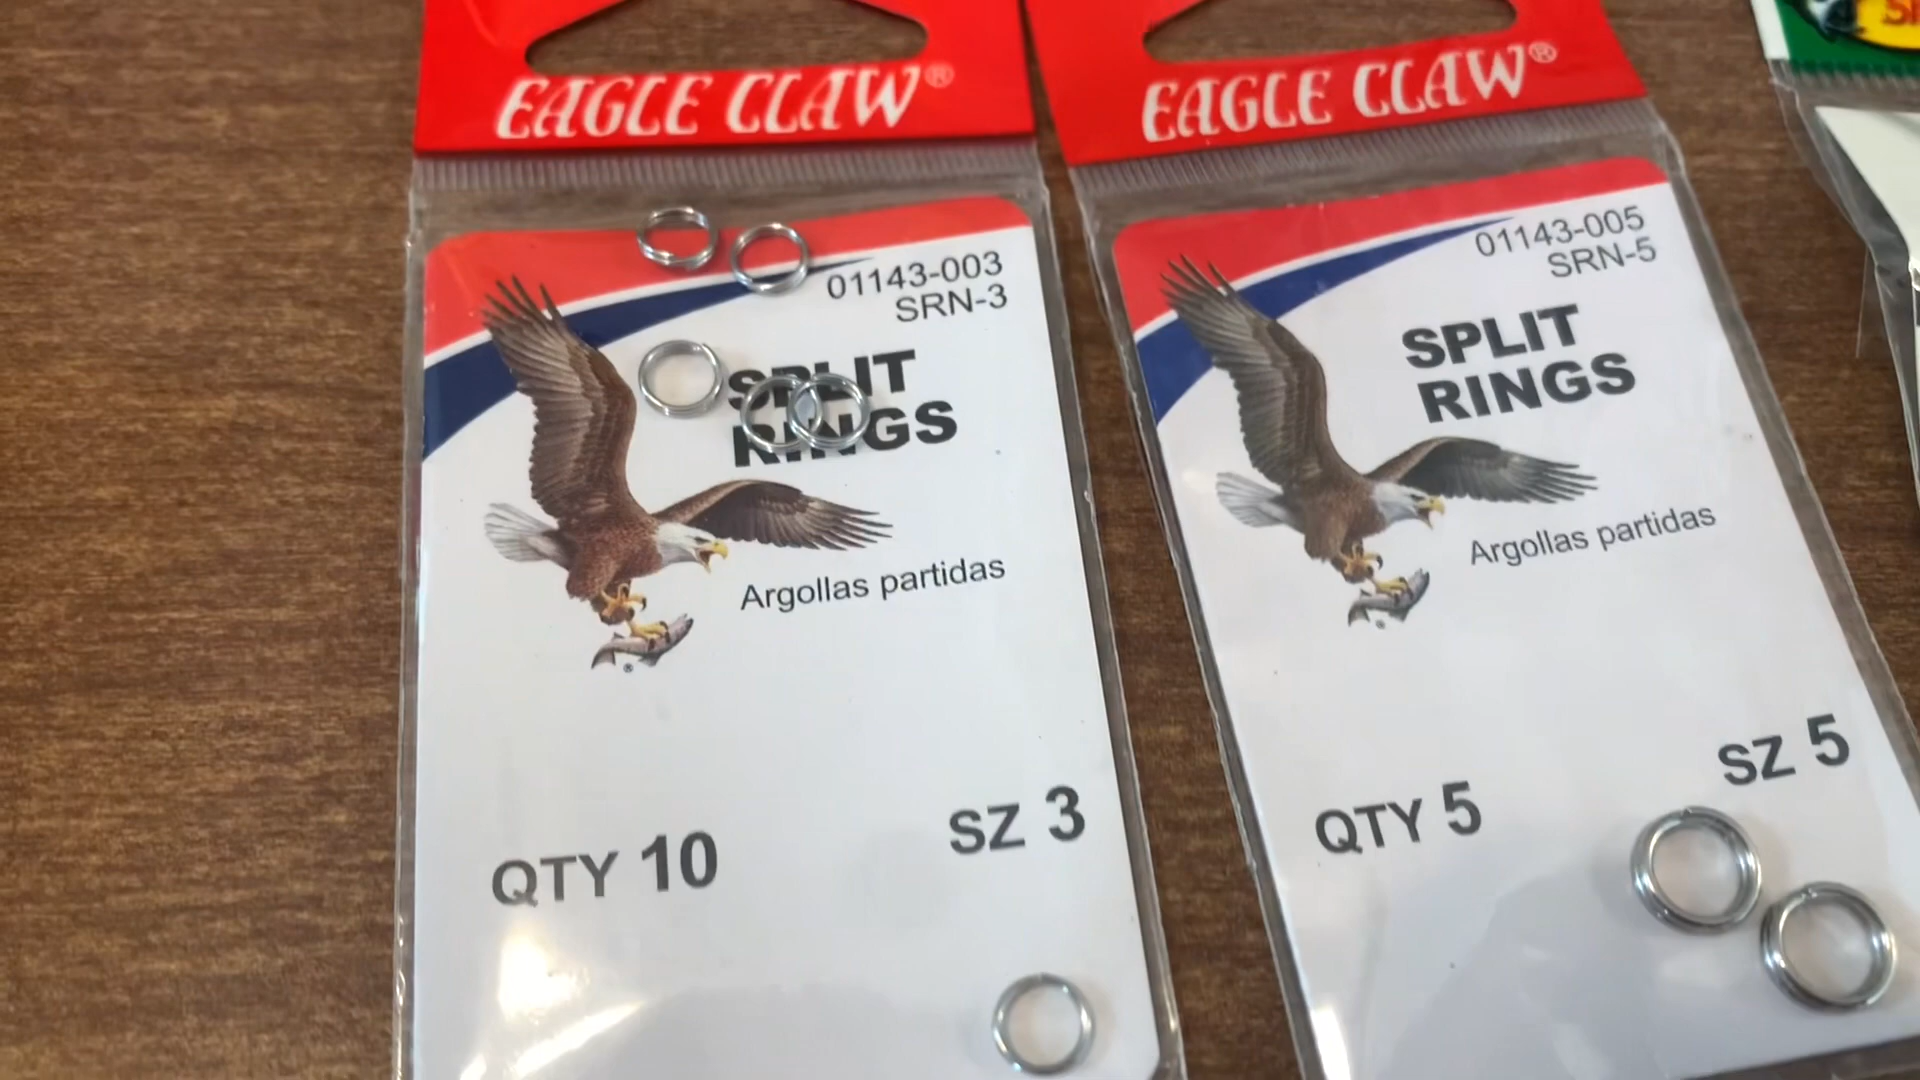 EAGLE CLAW®
01143-003
SRN-3
SPLIT
RINGS
Argollas partidas
®
QTY 10
SZ 3
EAGLE CLAW®
01143-005
SRN-5
SPLIT
RINGS
Argollas partidas
®
SZ 5
QTY 5